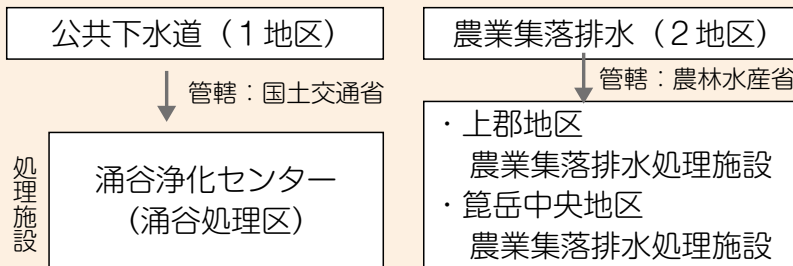 公共下水道（1地区）
管轄：国土交通省
処理施設
涌谷浄化センター
（涌谷処理区）
農業集落排水（2地区）
管轄：農林水産省
・上郡地区
農業集落排水処理施設
・箟岳中央地区
農業集落排水処理施設